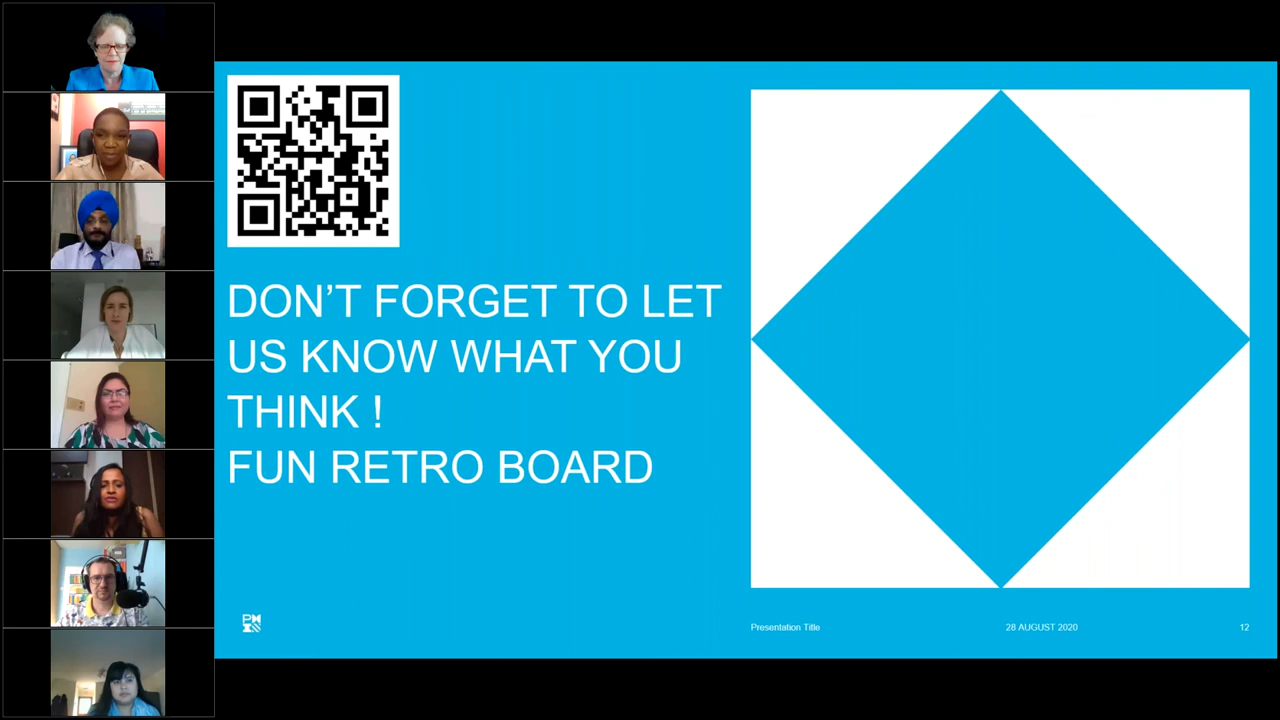 DON’T FORGET TO LET
US KNOW WHAT YOU
THINK !
FUN RETRO BOARD
Presentation Title
28 AUGUST 2020
12